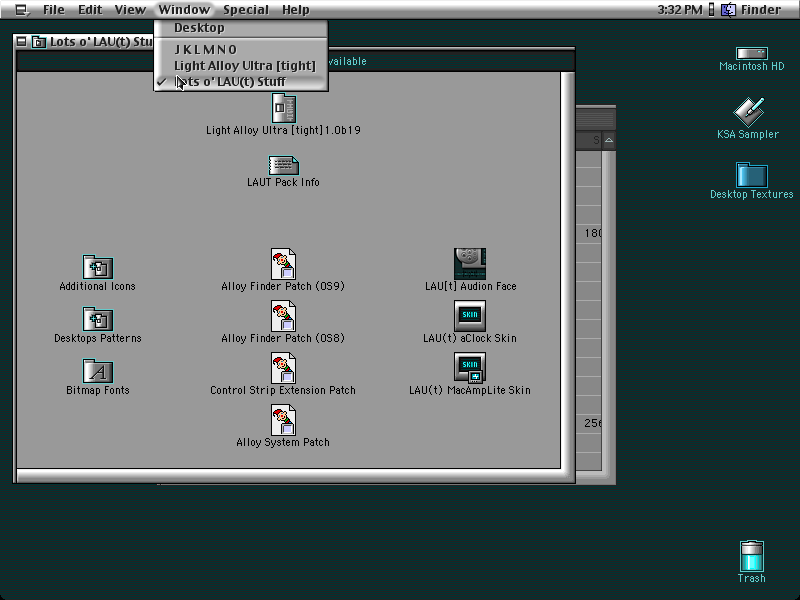 File Edit View Window Special Help 3:32 PM Finder
Desktop
J K L M N O
Light Alloy Ultra [tight]
Lots o' LAU(t) Stuff
Lots o' LAU(t) Stu
vailable
Light Alloy Ultra [tight] 1.0b19
LAUT Pack Info
Additional Icons
Alloy Finder Patch (OS9)
LAU[t] Audion Face
Desktops Patterns
Alloy Finder Patch (OS8)
SKIN
LAU(t) aClock Skin
Bitmap Fonts
Control Strip Extension Patch
SKIN
LAU(t) MacAmpLite Skin
Alloy System Patch
S
180
256
Macintosh HD
KSA Sampler
Desktop Textures
Trash